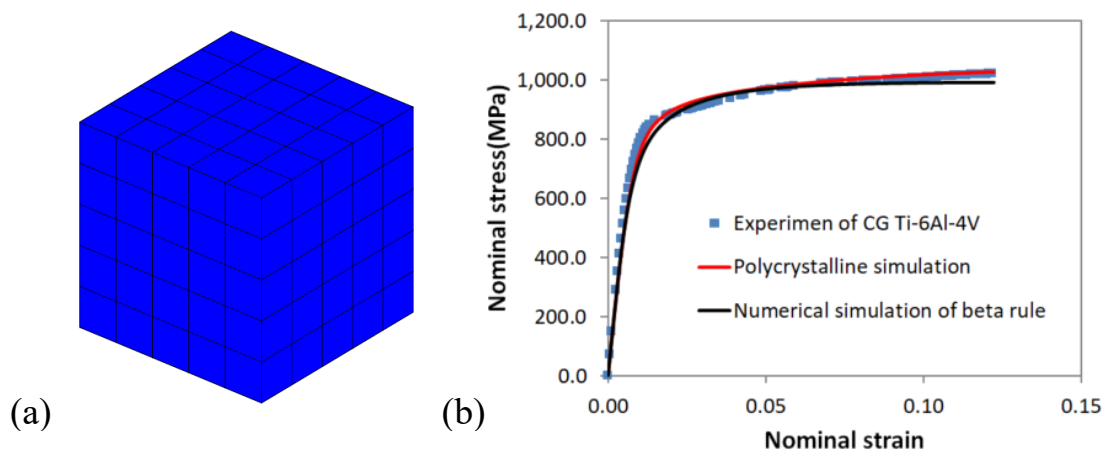 (a)
(b)
1,200.0
1,000.0
800.0
600.0
400.0
200.0
0.0
Nominal stress(MPa)
Experimen of CG Ti-6Al-4V
Polycrystalline simulation
Numerical simulation of beta rule
0.00 0.05 0.10 0.15
Nominal strain